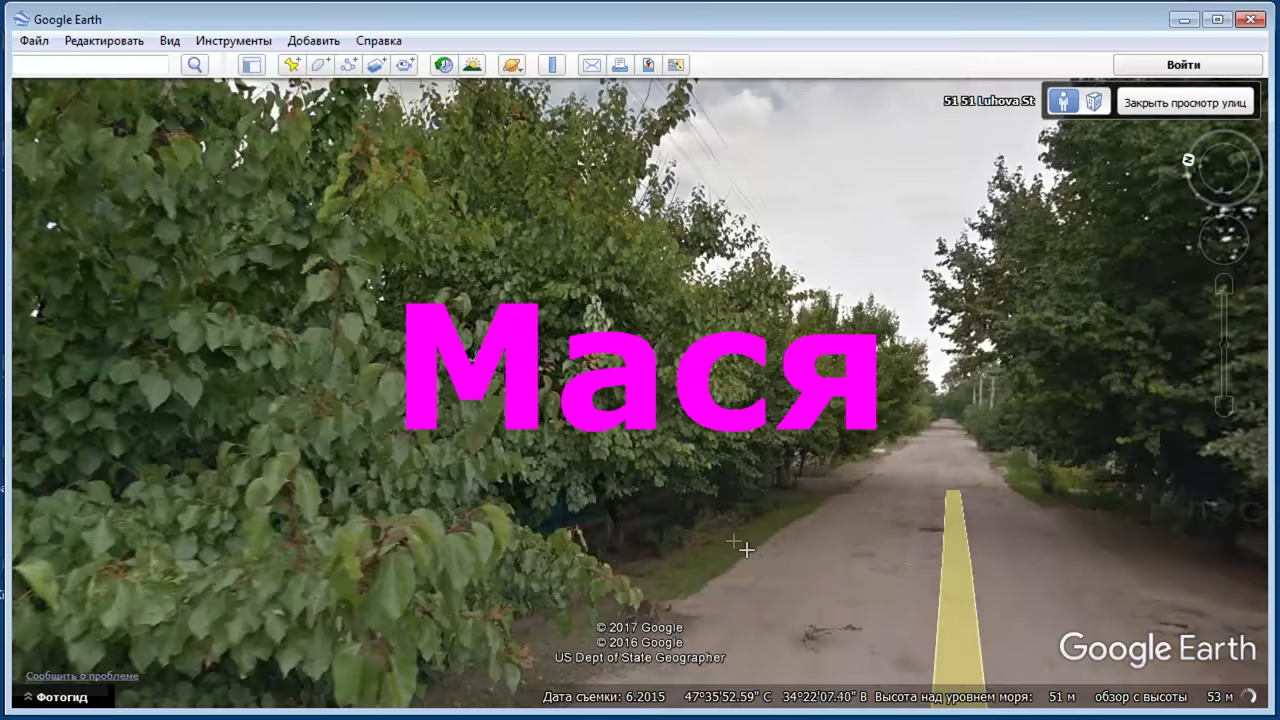 Google Earth
Файл Редактировать Вид Инструменты Добавить Справка
Войти
51 51 Luhova St
Закрыть просмотр улиц
N
Мася
© 2017 Google
© 2016 Google
US Dept of State Geographer
Google Earth
Сообщить о проблеме
Фотогид
Дата съемки: 6.2015 47°35'52.59" С 34°22'07.40" В Высота над уровнем моря: 51 м обзор с высоты 53 м